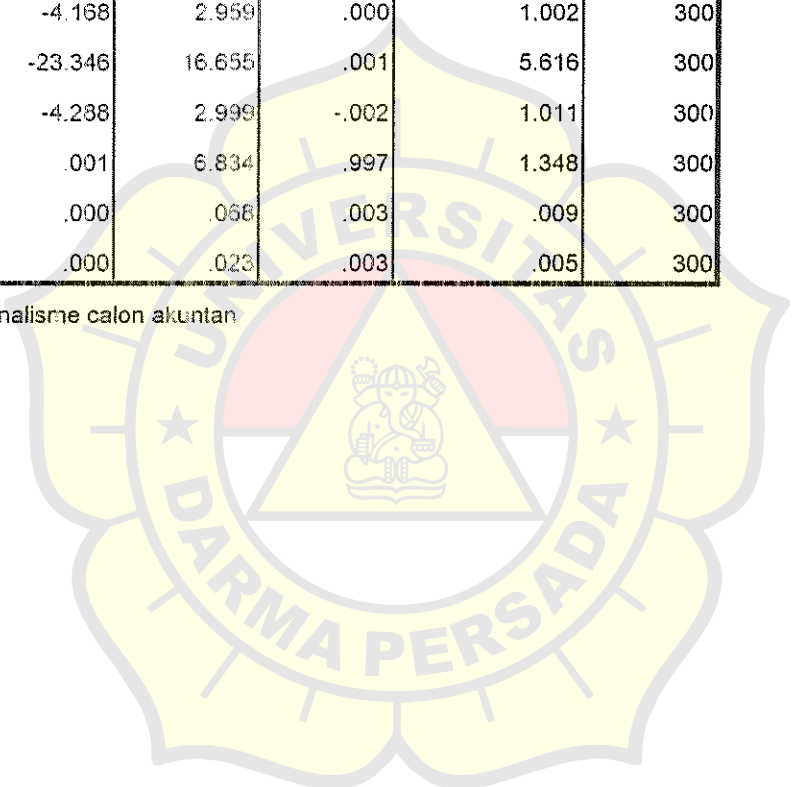 -4.168 2.959 .000 1.002 300
-23.346 16.655 .001 5.616 300
-4.288 2.999 -.002 1.011 300
.001 6.834 .997 1.348 300
.000 .068 .003 .009 300
.000 .023 .003 .005 300
nalisme calon akuntan
UNIVERSITAS
DARMA PERSADA